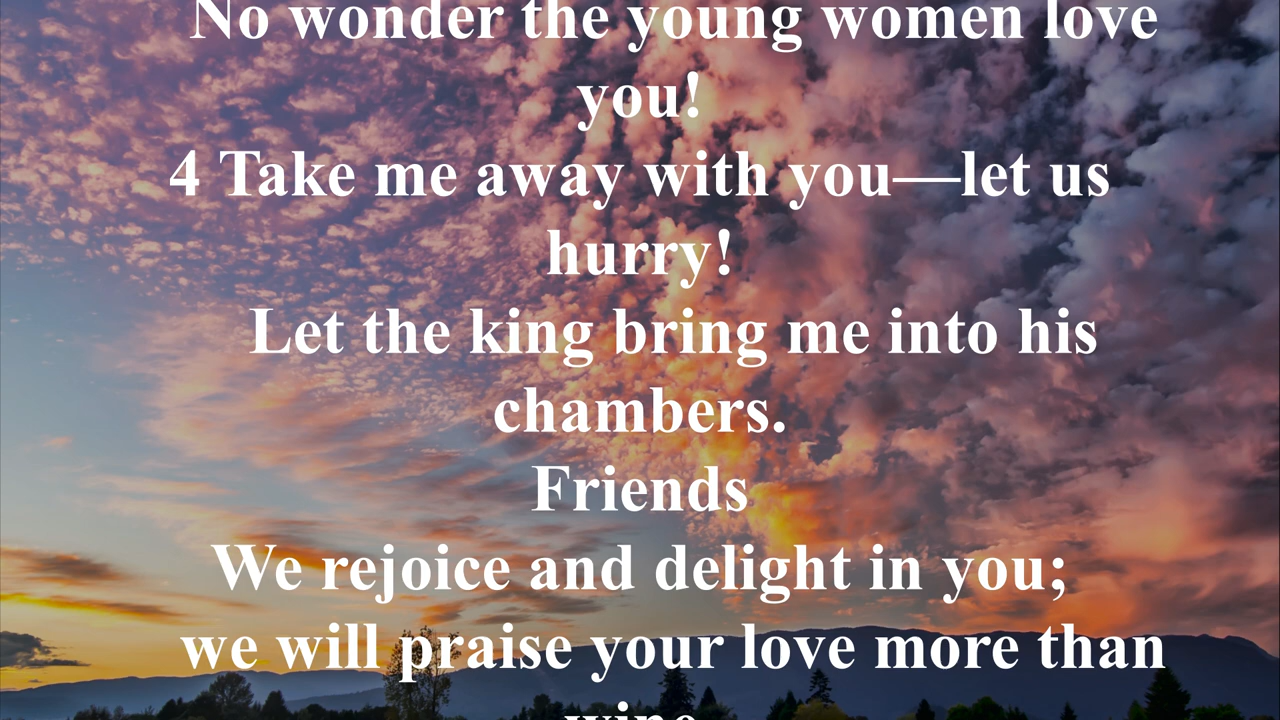 No wonder the young women love
you!
4 Take me away with you—let us
hurry!
Let the king bring me into his
chambers.
Friends
We rejoice and delight in you;
we will praise your love more than
wine.